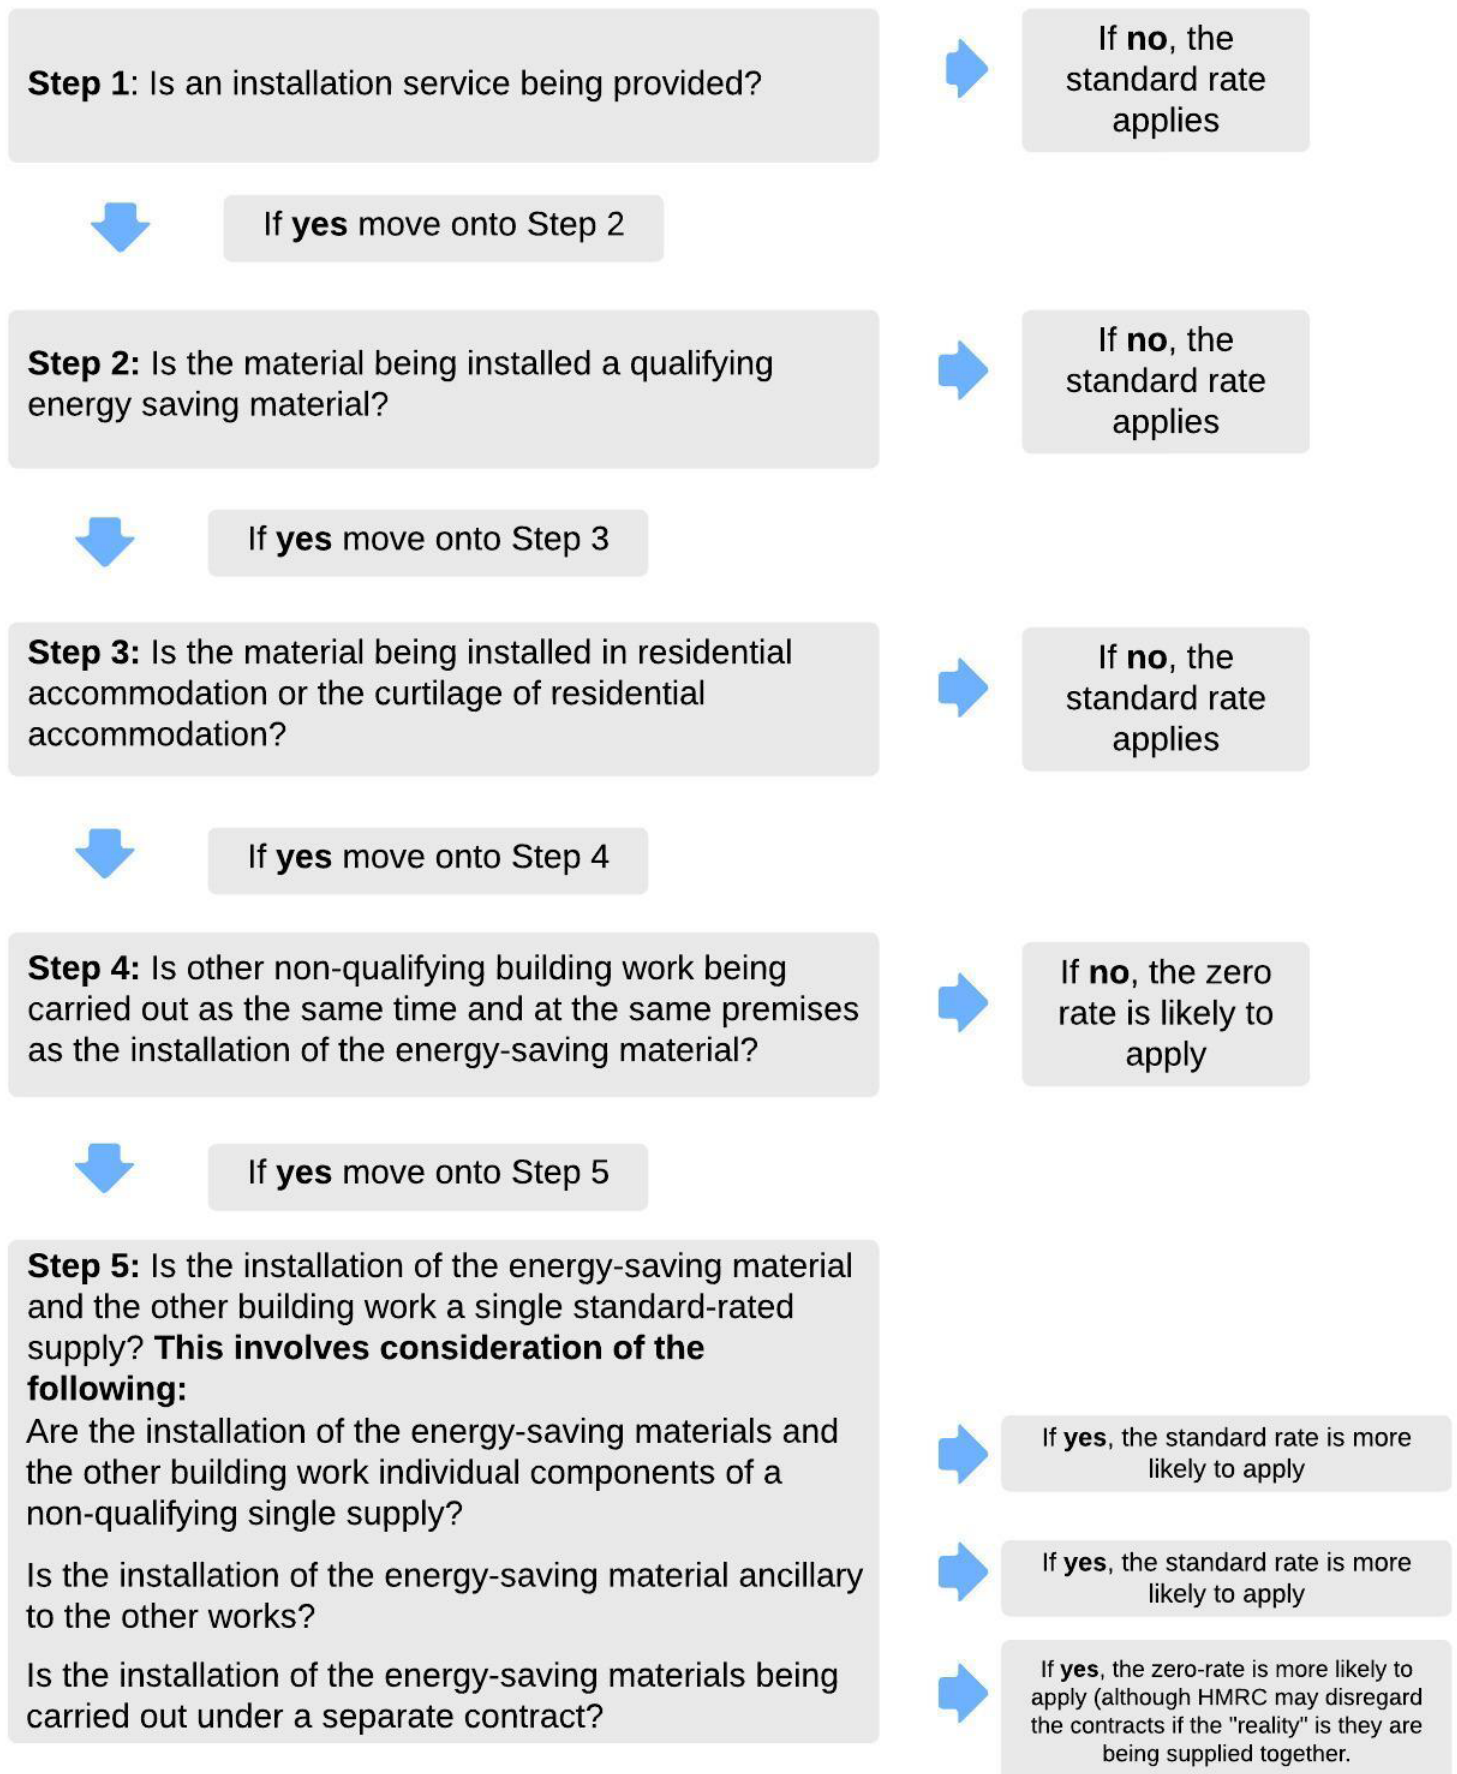 Step 1: Is an installation service being provided?
If no, the
standard rate
applies
If yes move onto Step 2
Step 2: Is the material being installed a qualifying
energy saving material?
If no, the
standard rate
applies
If yes move onto Step 3
Step 3: Is the material being installed in residential
accommodation or the curtilage of residential
accommodation?
If no, the
standard rate
applies
If yes move onto Step 4
Step 4: Is other non-qualifying building work being
carried out as the same time and at the same premises
as the installation of the energy-saving material?
If no, the zero
rate is likely to
apply
If yes move onto Step 5
Step 5: Is the installation of the energy-saving material
and the other building work a single standard-rated
supply? This involves consideration of the
following:
Are the installation of the energy-saving materials and
the other building work individual components of a
non-qualifying single supply?
If yes, the standard rate is more
likely to apply
Is the installation of the energy-saving material ancillary
to the other works?
If yes, the standard rate is more
likely to apply
Is the installation of the energy-saving materials being
carried out under a separate contract?
If yes, the zero-rate is more likely to
apply (although HMRC may disregard
the contracts if the "reality" is they are
being supplied together.